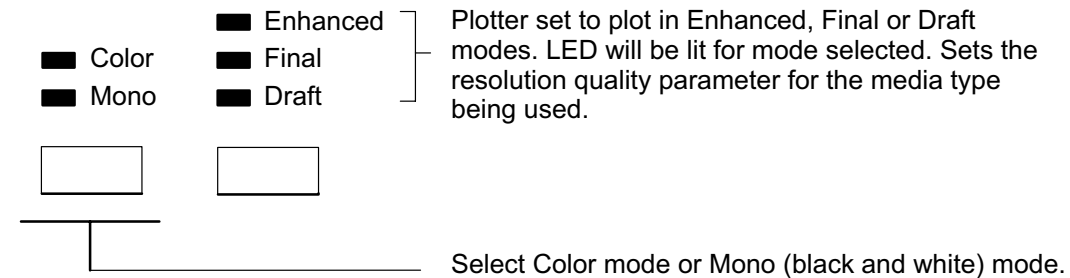 Enhanced
Color
Final
Mono
Draft
Plotter set to plot in Enhanced, Final or Draft
modes. LED will be lit for mode selected. Sets the
resolution quality parameter for the media type
being used.
Select Color mode or Mono (black and white) mode.